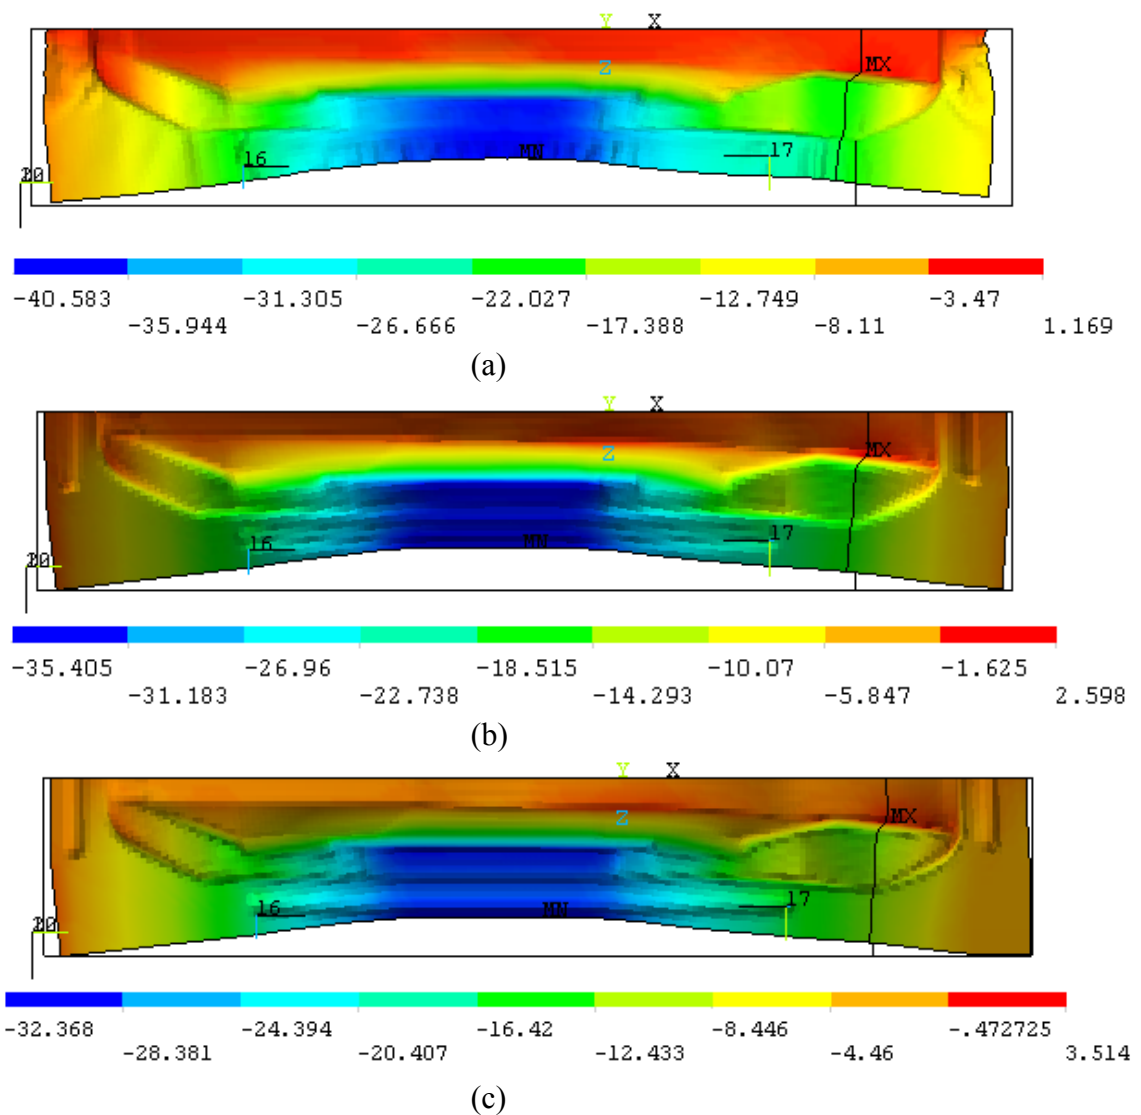 Y X
Z
MX
MN
16
17
-40.583 -31.305 -22.027 -12.749 -3.47
-35.944 -26.666 -17.388 -8.11 1.169
(a)
Y X
Z
MX
MN
16
17
-35.405 -26.96 -18.515 -10.07 -1.625
-31.183 -22.738 -14.293 -5.847 2.598
(b)
Y X
Z
MX
MN
16
17
-32.368 -24.394 -16.42 -8.446 -.472725
-28.381 -20.407 -12.433 -4.46 3.514
(c)